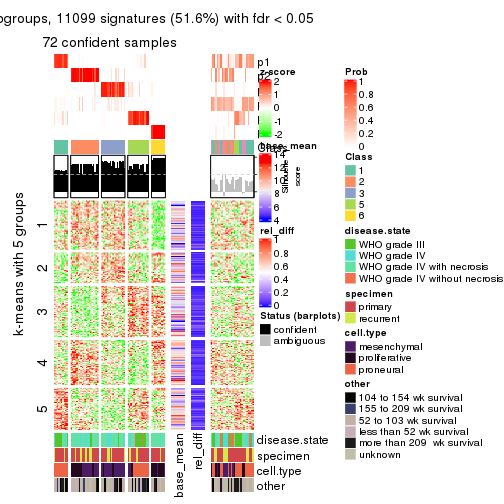 ogroups, 11099 signatures (51.6%) with fdr < 0.05
72 confident samples
p1
p2
z-score
2
1
0
-1
-2
Class
base_mean
14
12
10
8
6
4
Silhouette
score
rel_diff
1
0.8
0.6
0.4
0.2
0
Status (barplots)
confident
ambiguous
k-means with 5 groups
1
2
3
4
5
base_mean
rel_diff
disease.state
specimen
cell.type
other
Prob
1
0.8
0.6
0.4
0.2
0
Class
1
2
3
5
6
disease.state
WHO grade III
WHO grade IV
WHO grade IV with necrosis
WHO grade IV without necrosis
specimen
primary
recurrent
cell.type
mesenchymal
proliferative
proneural
other
104 to 154 wk survival
155 to 209 wk survival
52 to 103 wk survival
less than 52 wk survival
more than 209  wk survival
unknown